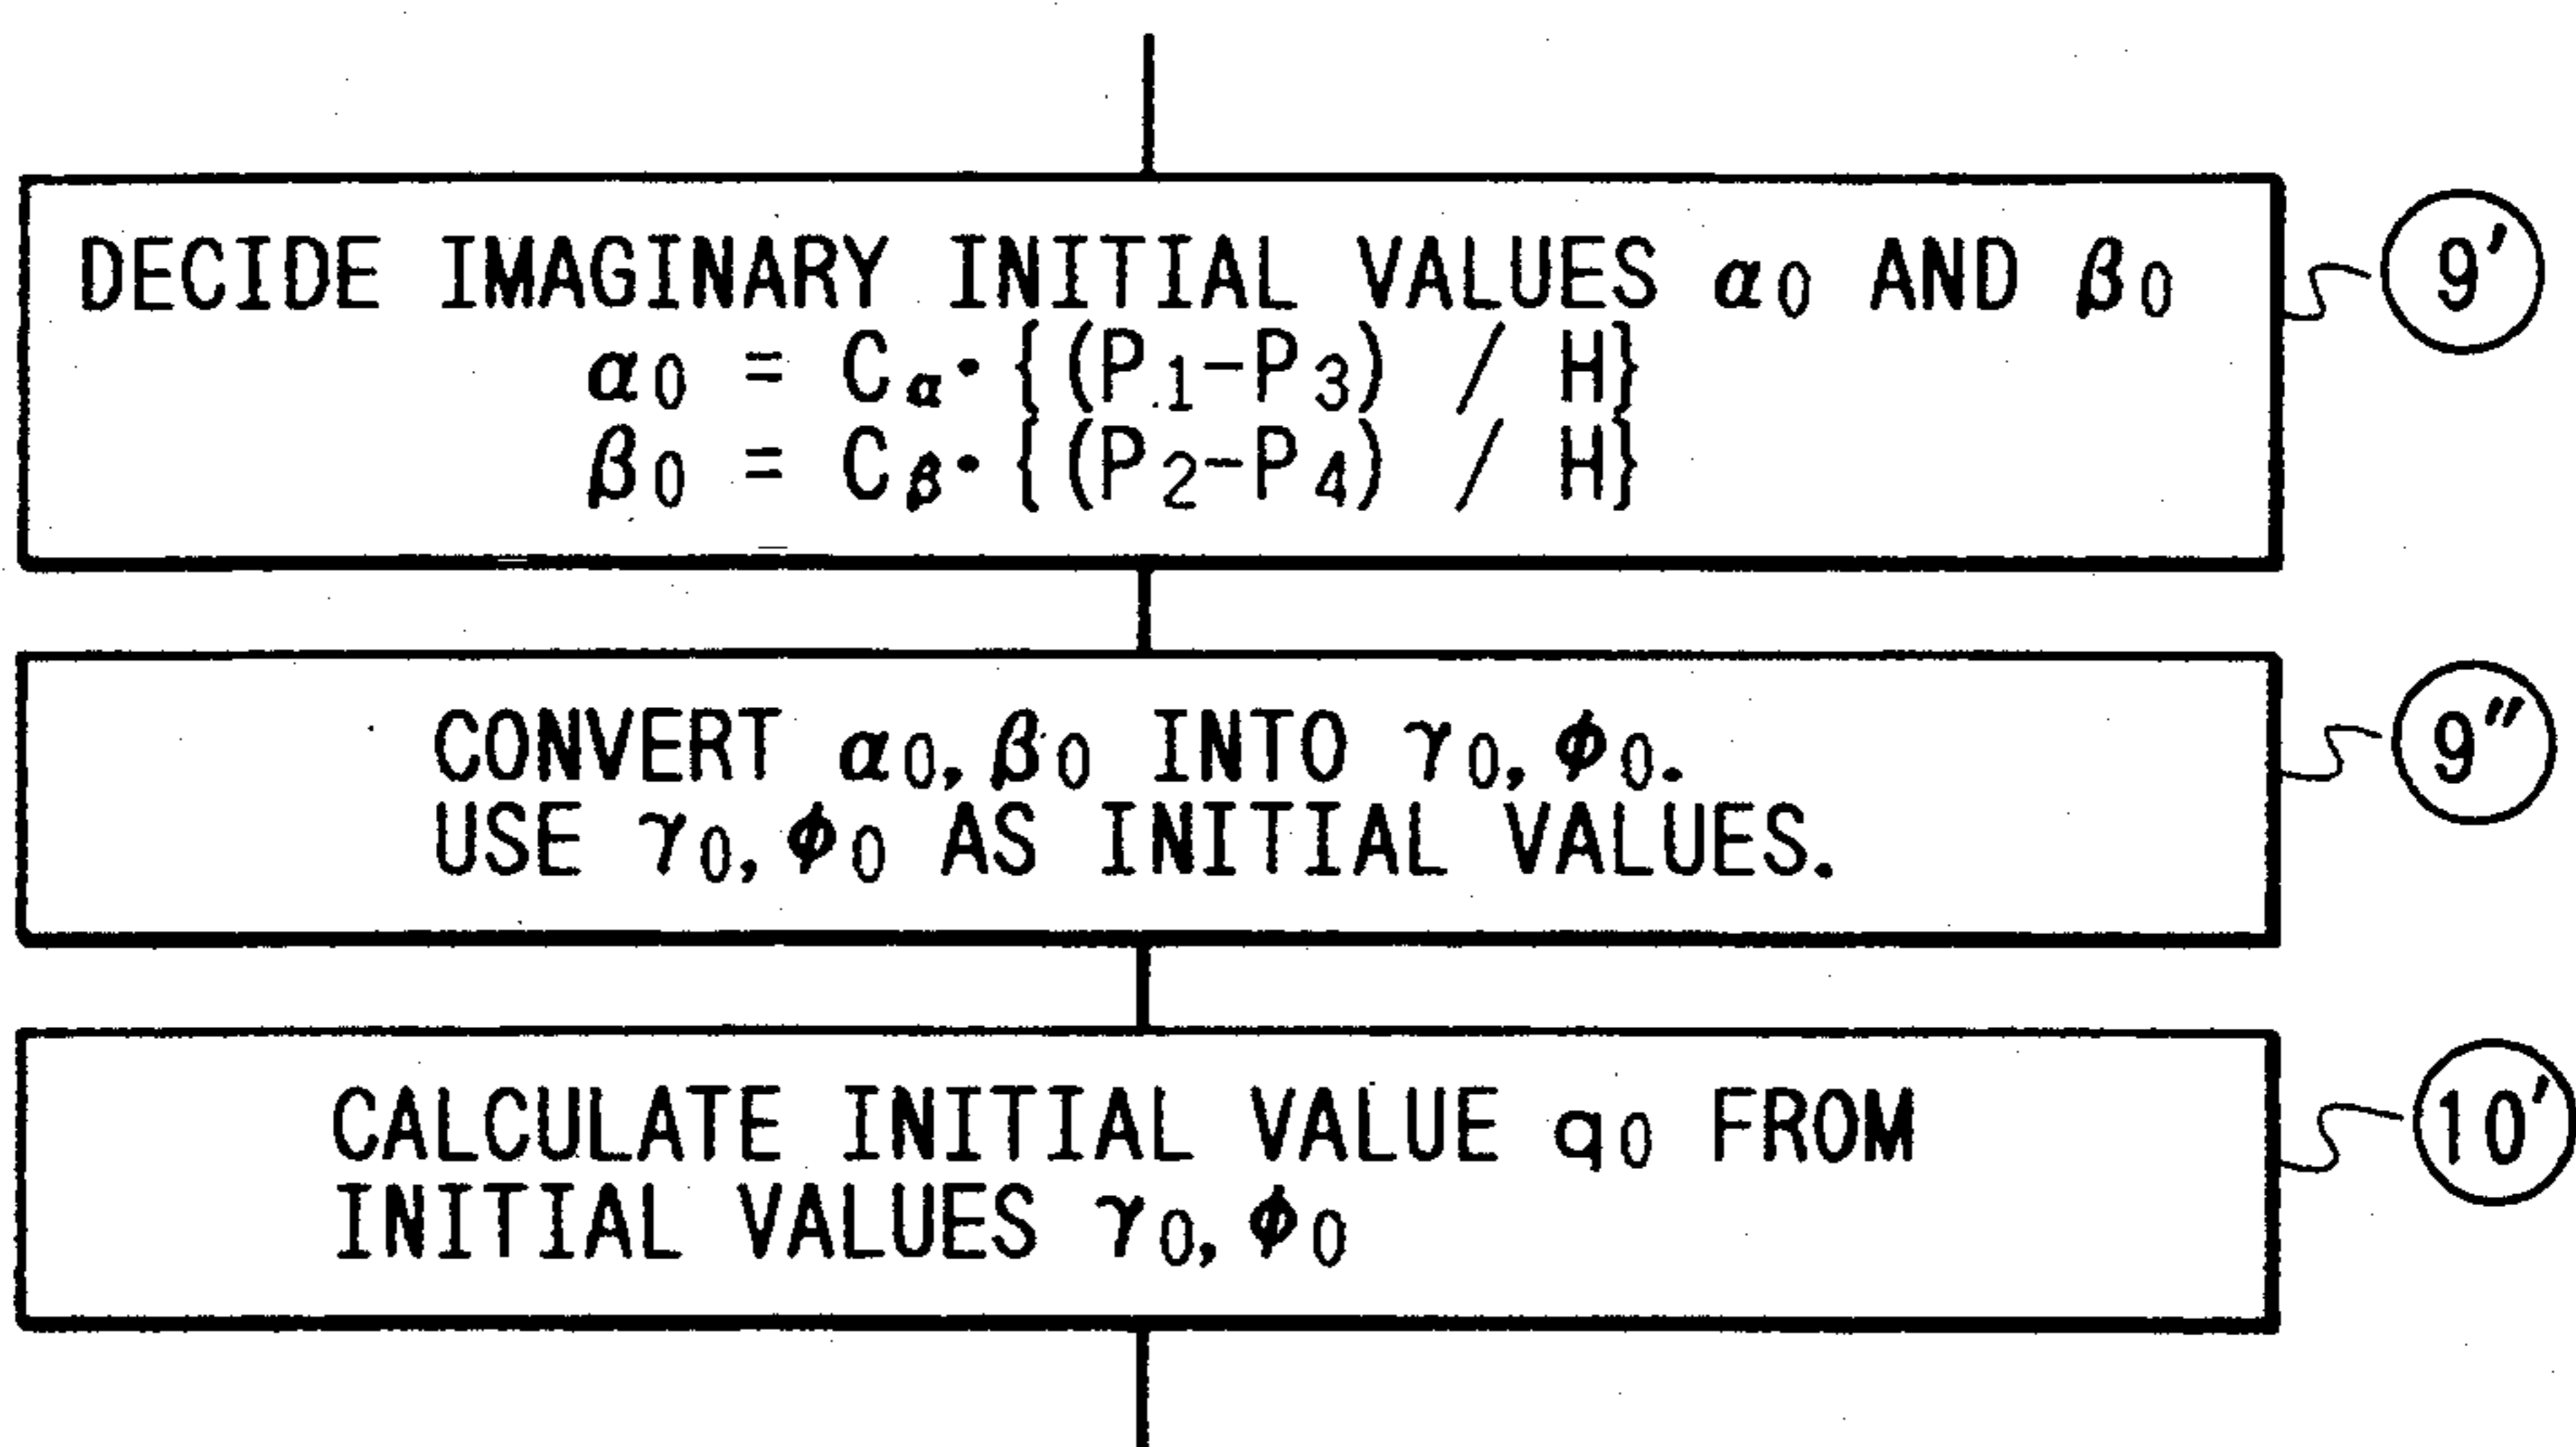 DECIDE IMAGINARY INITIAL VALUES α0 AND β0
α0 = Cα・{(P1-P3) / H}
β0 = Cβ・{(P2-P4) / H}
9'
CONVERT α0, β0 INTO γ0, φ0.
USE γ0, φ0 AS INITIAL VALUES.
9"
CALCULATE INITIAL VALUE q0 FROM
INITIAL VALUES γ0, φ0
10'